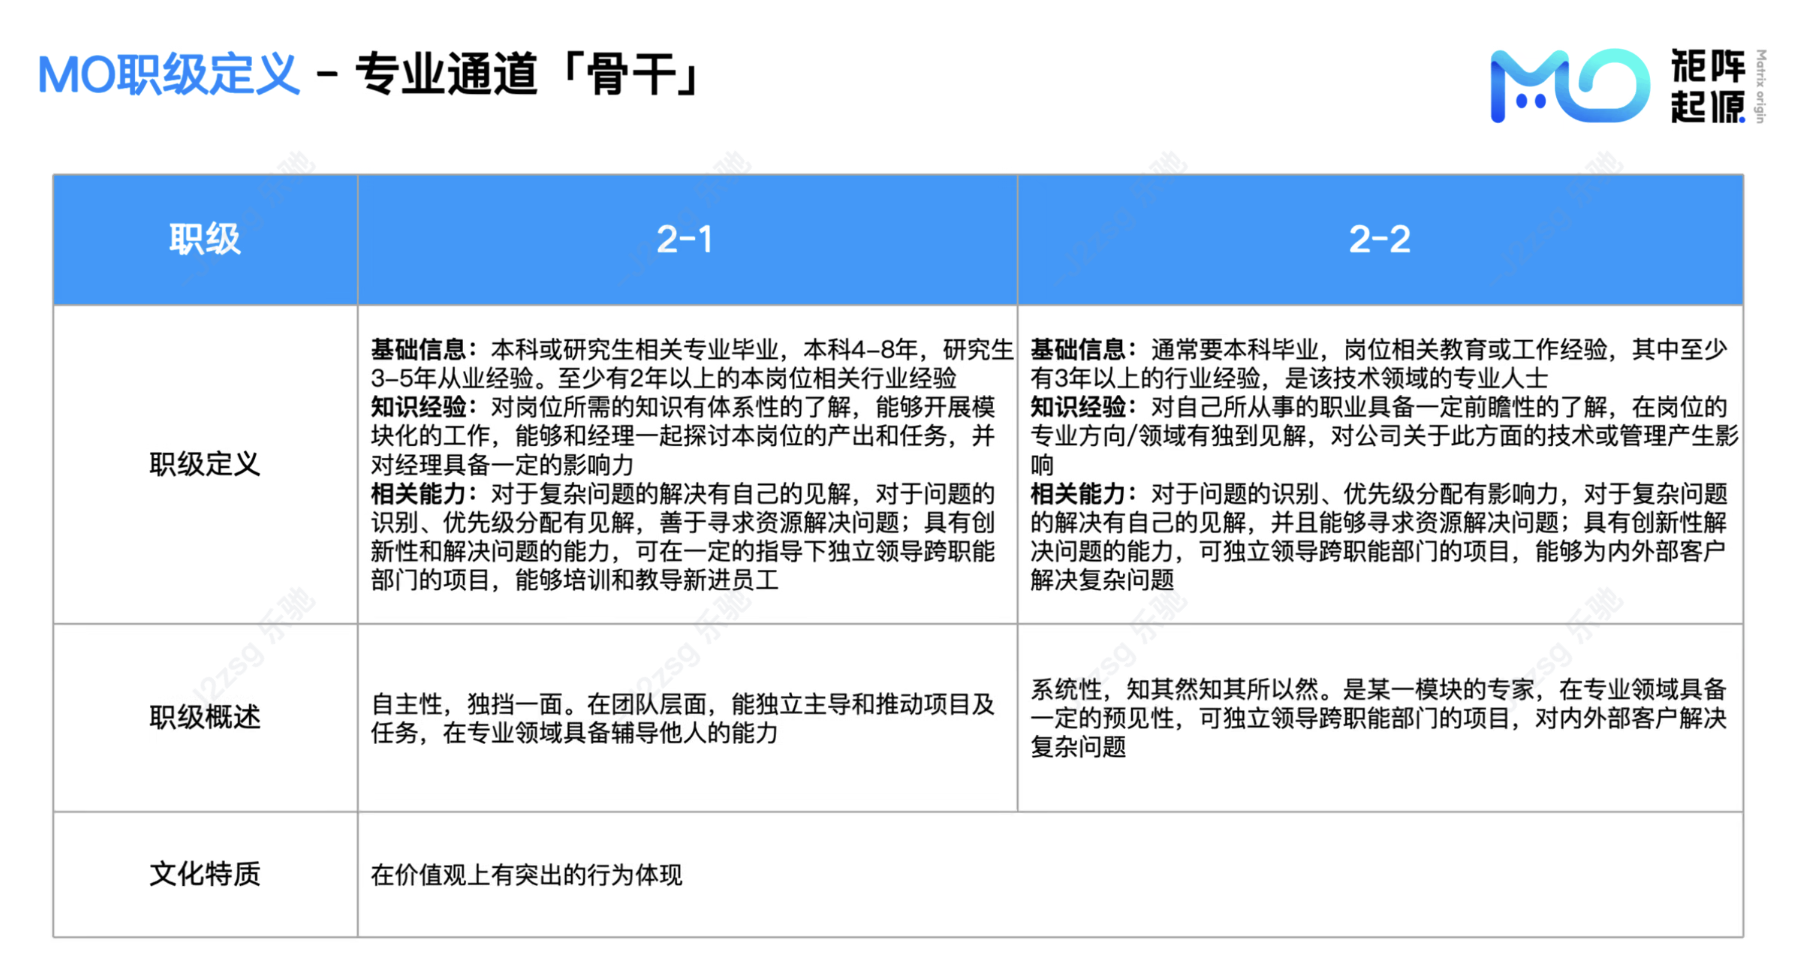 MO职级定义 - 专业通道「骨干」
矩阵
起源
Matrix origin
职级
2-1
2-2
职级定义
基础信息：本科或研究生相关专业毕业，本科4-8年，研究生
3-5年从业经验。至少有2年以上的本岗位相关行业经验
知识经验：对岗位所需的知识有体系性的了解，能够开展模
块化的工作，能够和经理一起探讨本岗位的产出和任务，并
对经理具备一定的影响力
相关能力：对于复杂问题的解决有自己的见解，对于问题的
识别、优先级分配有见解，善于寻求资源解决问题；具有创
新性和解决问题的能力，可在一定的指导下独立领导跨职能
部门的项目，能够培训和教导新进员工
基础信息：通常要本科毕业，岗位相关教育或工作经验，其中至少
有3年以上的行业经验，是该技术领域的专业人士
知识经验：对自己所从事的职业具备一定前瞻性的了解，在岗位的
专业方向/领域有独到见解，对公司关于此方面的技术或管理产生影
响
相关能力：对于问题的识别、优先级分配有影响力，对于复杂问题
的解决有自己的见解，并且能够寻求资源解决问题；具有创新性解
决问题的能力，可独立领导跨职能部门的项目，能够为内外部客户
解决复杂问题
职级概述
自主性，独挡一面。在团队层面，能独立主导和推动项目及
任务，在专业领域具备辅导他人的能力
系统性，知其然知其所以然。是某一模块的专家，在专业领域具备
一定的预见性，可独立领导跨职能部门的项目，对内外部客户解决
复杂问题
文化特质
在价值观上有突出的行为体现